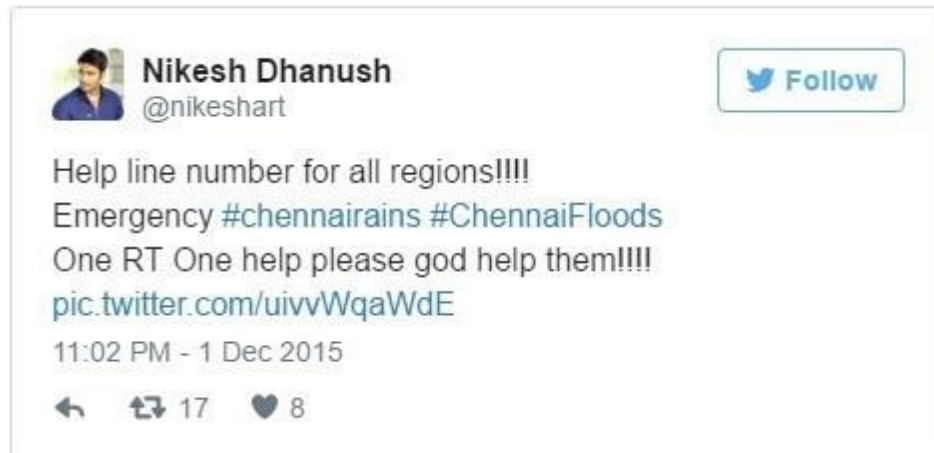 Nikesh Dhanush
@nikeshart
Follow
Help line number for all regions!!!!
Emergency #chennairains #ChennaiFloods
One RT One help please god help them!!!!
pic.twitter.com/uivvWqaWdE
11:02 PM - 1 Dec 2015
17 8